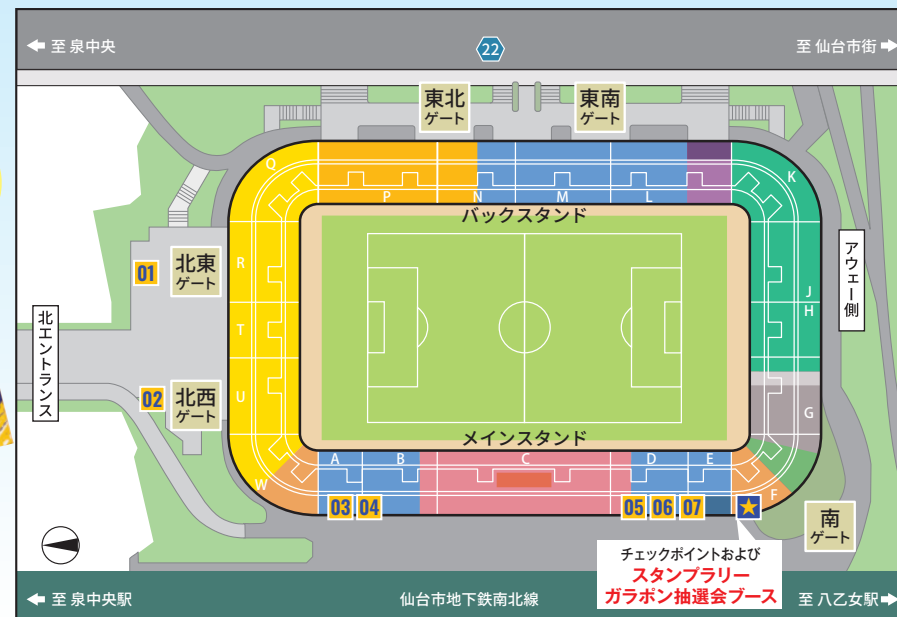 至 泉中央
22
至 仙台市街
東北
ゲート
東南
ゲート
Q
P
N
M
L
K
バックスタンド
01
北東
ゲート
R
アウェー側
J
H
T
北エントランス
02
北西
ゲート
U
G
メインスタンド
W
A
B
C
D
E
F
03
04
05
06
07
南
ゲート
チェックポイントおよび
スタンプラリー
ガラポン抽選会ブース
至 泉中央駅
仙台市地下鉄南北線
至 八乙女駅